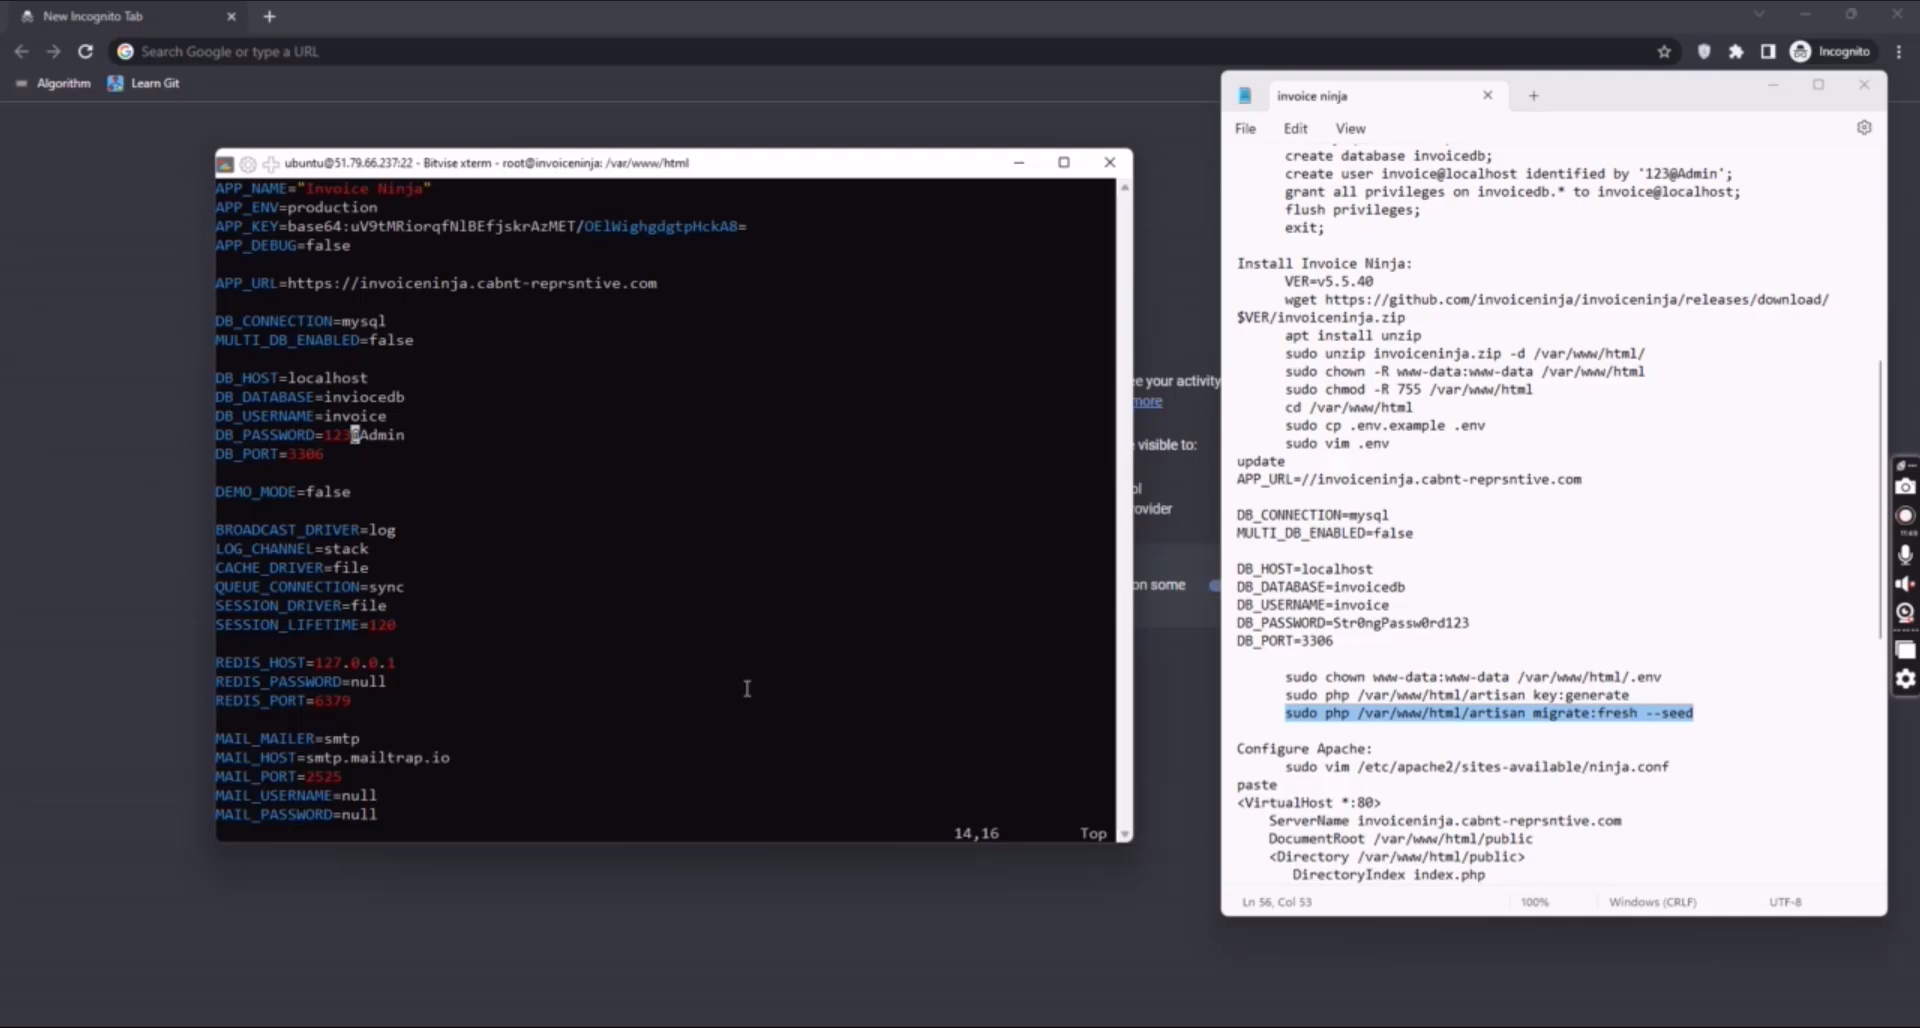 New Incognito Tab
Search Google or type a URL
Incognito
Algorithm
Learn Git
ubuntu@51.79.66.237:22 - Bitvise xterm - root@invoiceninja: /var/www/html
APP_NAME="Invoice Ninja"
APP_ENV=production
APP_KEY=base64:uV9tMRiorqfNlBEfjskrAzMET/OElWighgdgtpHckA8=
APP_DEBUG=false
APP_URL=https://invoiceninja.cabnt-reprsntive.com
DB_CONNECTION=mysql
MULTI_DB_ENABLED=false
DB_HOST=localhost
DB_DATABASE=inviocedb
DB_USERNAME=invoice
DB_PASSWORD=123@Admin
DB_PORT=3306
DEMO_MODE=false
BROADCAST_DRIVER=log
LOG_CHANNEL=stack
CACHE_DRIVER=file
QUEUE_CONNECTION=sync
SESSION_DRIVER=file
SESSION_LIFETIME=120
REDIS_HOST=127.0.0.1
REDIS_PASSWORD=null
REDIS_PORT=6379
MAIL_MAILER=smtp
MAIL_HOST=smtp.mailtrap.io
MAIL_PORT=2525
MAIL_USERNAME=null
MAIL_PASSWORD=null
14,16 Top
ee your activity
more
visible to:
ol
rovider
on some
invoice ninja
File Edit View
create database invoicedb;
create user invoice@localhost identified by '123@Admin';
grant all privileges on invoicedb.* to invoice@localhost;
flush privileges;
exit;
Install Invoice Ninja:
VER=v5.5.40
wget https://github.com/invoiceninja/invoiceninja/releases/download/
$VER/invoiceninja.zip
apt install unzip
sudo unzip invoiceninja.zip -d /var/www/html/
sudo chown -R www-data:www-data /var/www/html
sudo chmod -R 755 /var/www/html
cd /var/www/html
sudo cp .env.example .env
sudo vim .env
update
APP_URL=//invoiceninja.cabnt-reprsntive.com
DB_CONNECTION=mysql
MULTI_DB_ENABLED=false
DB_HOST=localhost
DB_DATABASE=invoicedb
DB_USERNAME=invoice
DB_PASSWORD=Str0ngPassw0rd123
DB_PORT=3306
sudo chown www-data:www-data /var/www/html/.env
sudo php /var/www/html/artisan key:generate
sudo php /var/www/html/artisan migrate:fresh --seed
Configure Apache:
sudo vim /etc/apache2/sites-available/ninja.conf
paste
<VirtualHost *:80>
ServerName invoiceninja.cabnt-reprsntive.com
DocumentRoot /var/www/html/public
<Directory /var/www/html/public>
DirectoryIndex index.php
Ln 56, Col 53 100% Windows (CRLF) UTF-8